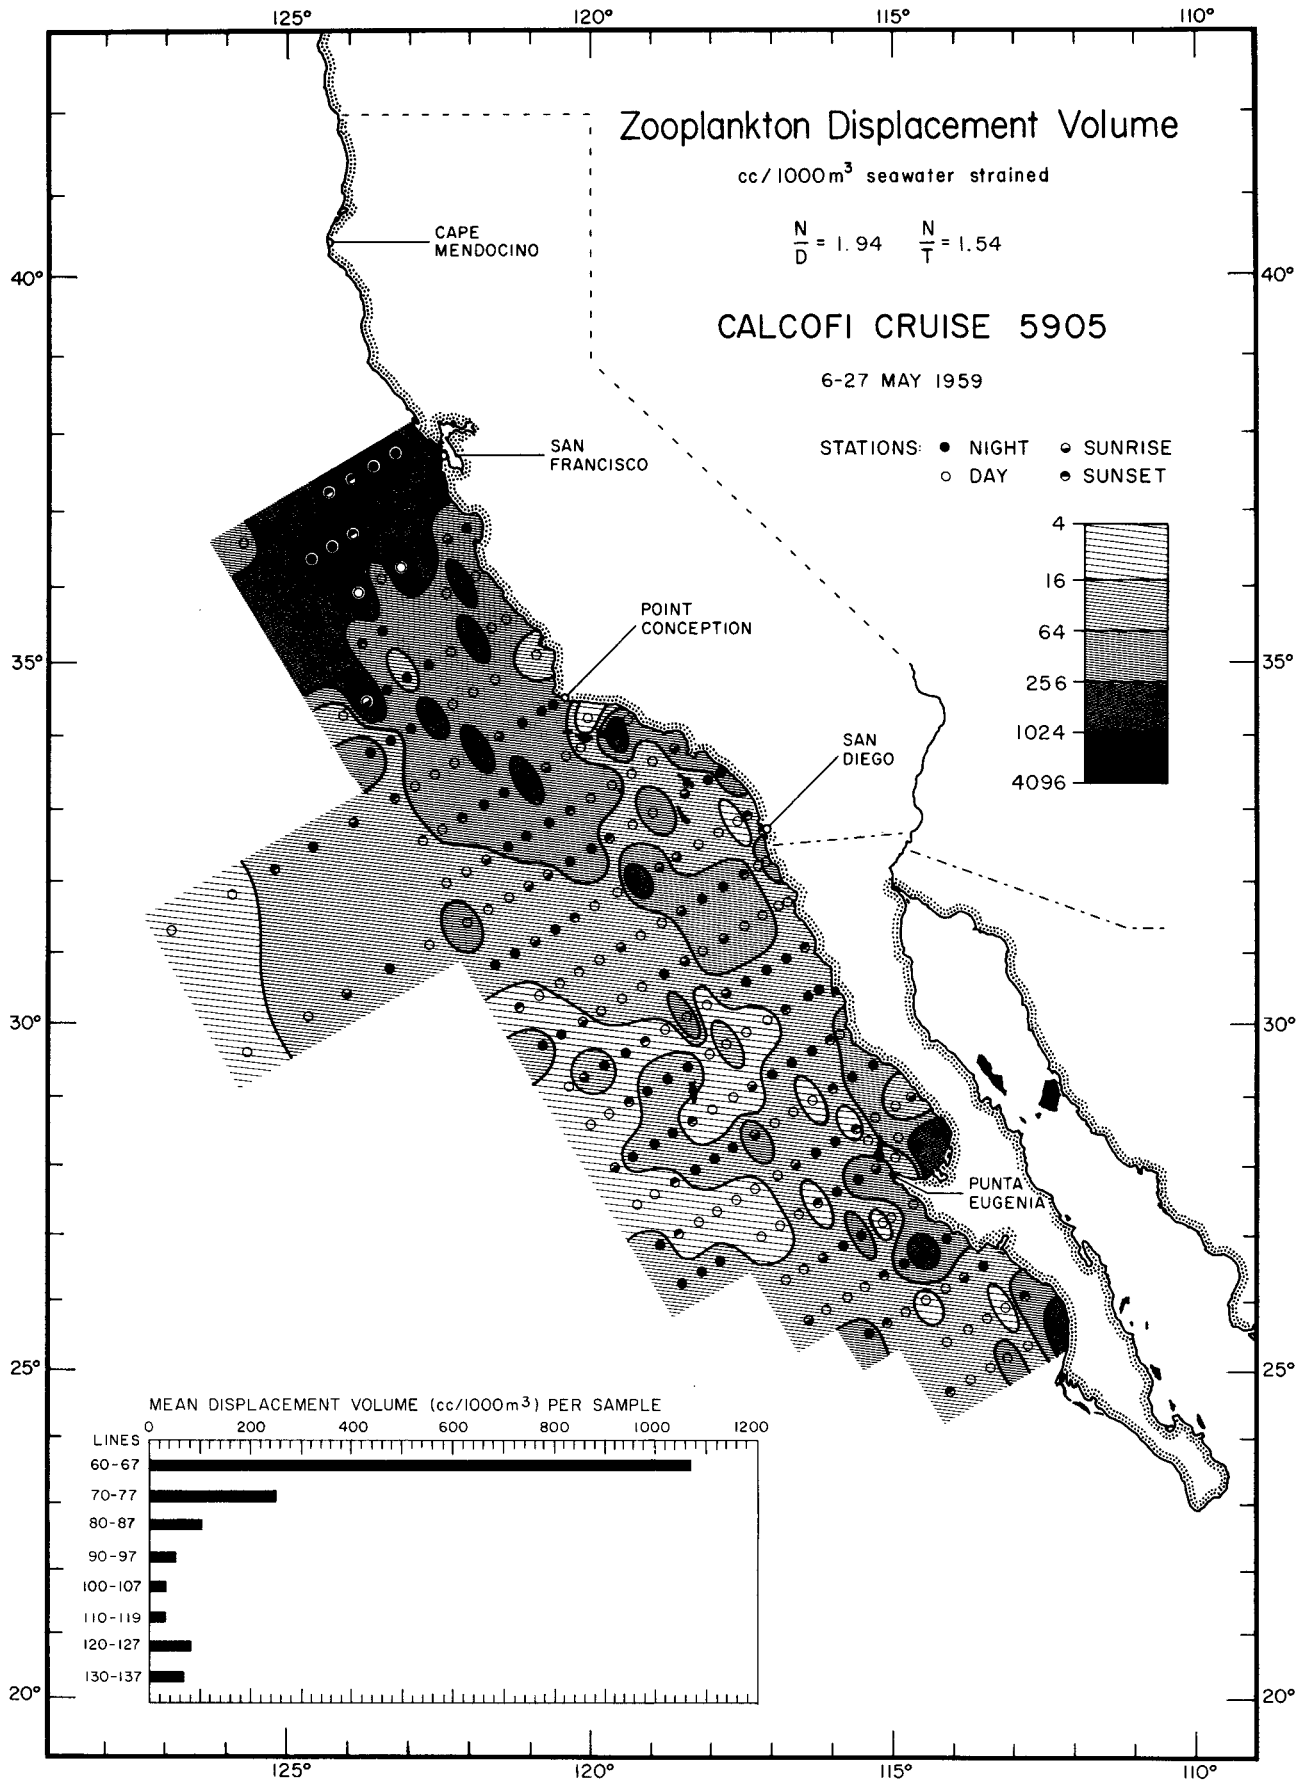 125° 120° 115° 110°
Zooplankton Displacement Volume
cc/1000m³ seawater strained
N/D = 1.94 N/T = 1.54
CAPE
MENDOCINO
40° 40°
CALCOFI CRUISE 5905
6-27 MAY 1959
STATIONS: ● NIGHT ◒ SUNRISE
○ DAY ◓ SUNSET
SAN
FRANCISCO
4
16
64
256
1024
4096
POINT
CONCEPTION
35° 35°
SAN
DIEGO
30° 30°
PUNTA
EUGENIA
25° 25°
MEAN DISPLACEMENT VOLUME (cc/1000m³) PER SAMPLE
0 200 400 600 800 1000 1200
LINES
60-67
70-77
80-87
90-97
100-107
110-119
120-127
130-137
20° 20°
125° 120° 115° 110°